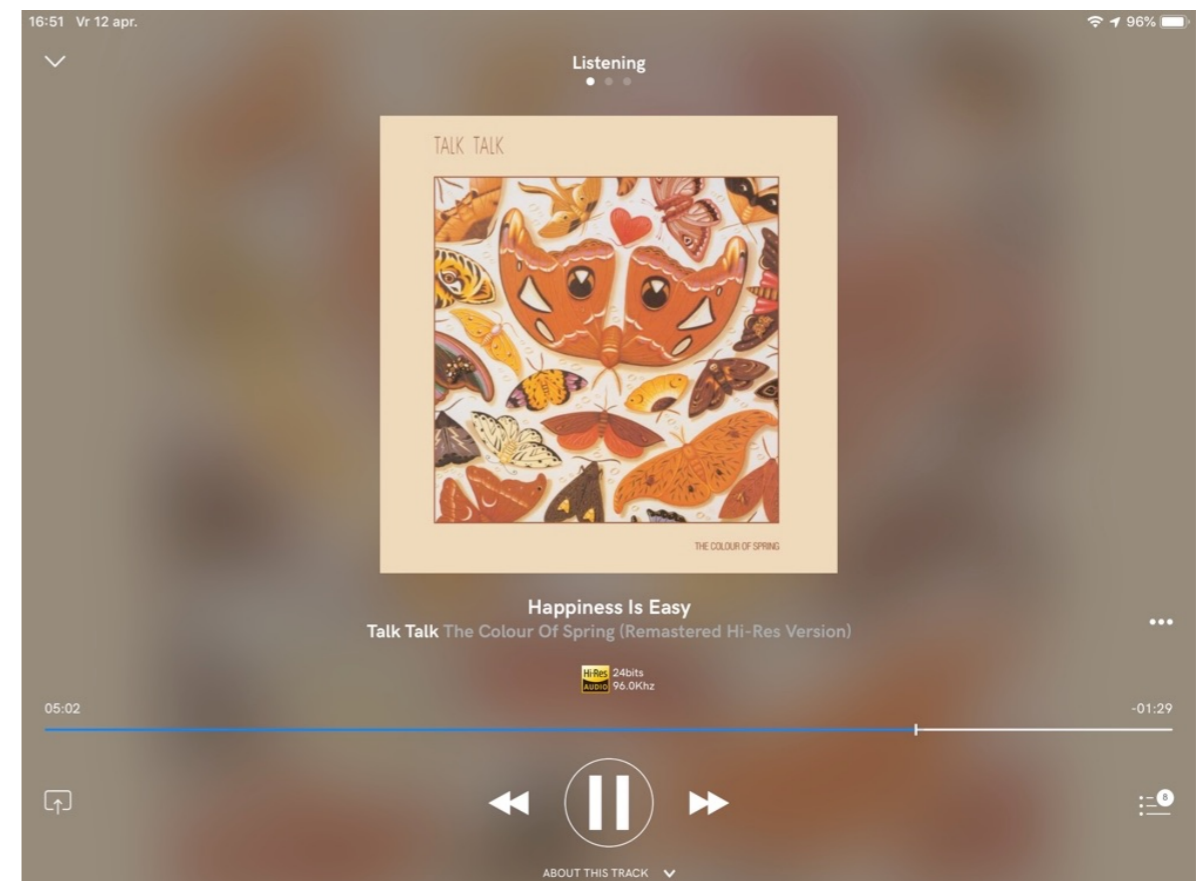 16:51 Vr 12 apr. 96%
Listening
TALK TALK
THE COLOUR OF SPRING
Happiness Is Easy
Talk Talk The Colour Of Spring (Remastered Hi-Res Version)
Hi-Res AUDIO
24bits
96.0Khz
05:02 -01:29
8
ABOUT THIS TRACK